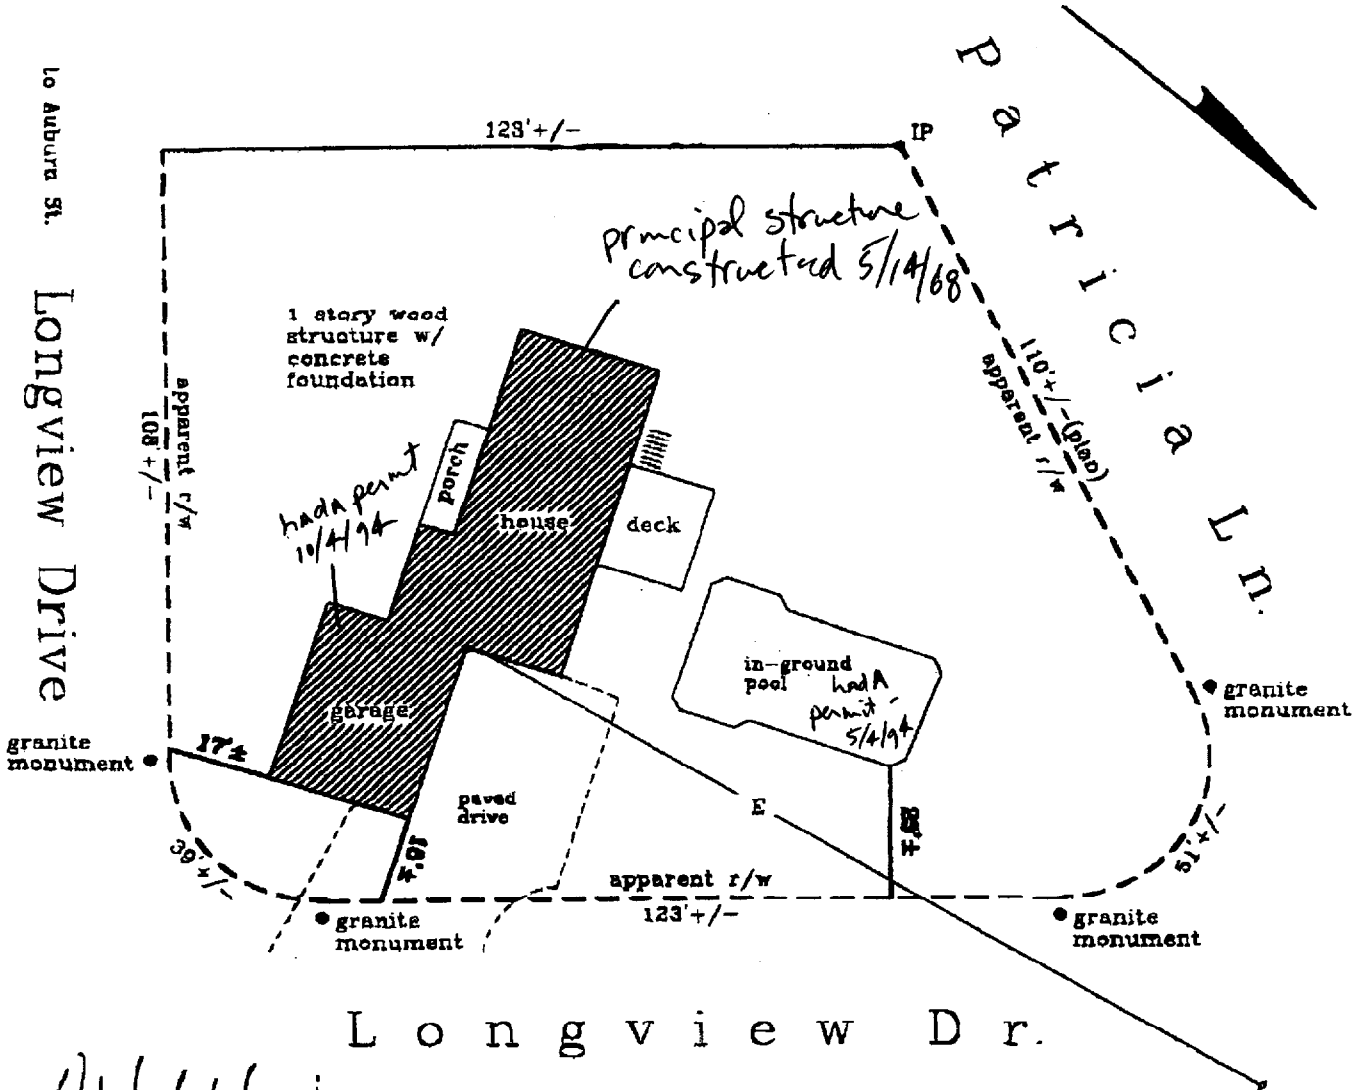 Patricia Ln.
to Auburn St.
Longview Drive
123'+/-
IP
principal structure
constructed 5/14/68
1 story wood
structure w/
concrete
foundation
apparent r/w
108'+/-
110'+/-(plan)
apparent r/w
porch
had a permit
10/4/94
house
deck
in-ground
pool
had A
permit -
5/4/94
garage
granite
monument
granite
monument
17'±
paved
drive
E
39'+/-
51'+/-
apparent r/w
123'+/-
granite
monument
granite
monument
Longview Dr.